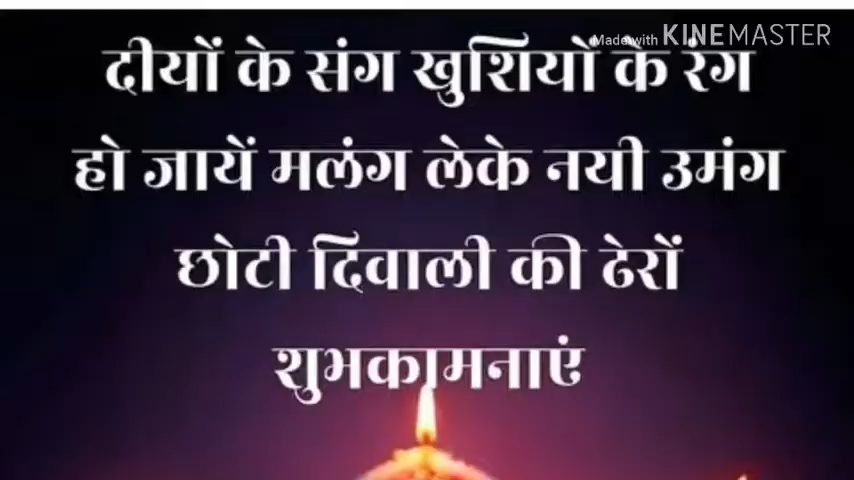 Made with KINEMASTER
दीयों के संग खुशियों के रंग
हो जायें मलंग लेके नयी उमंग
छोटी दिवाली की ढेरों
शुभकामनाएं